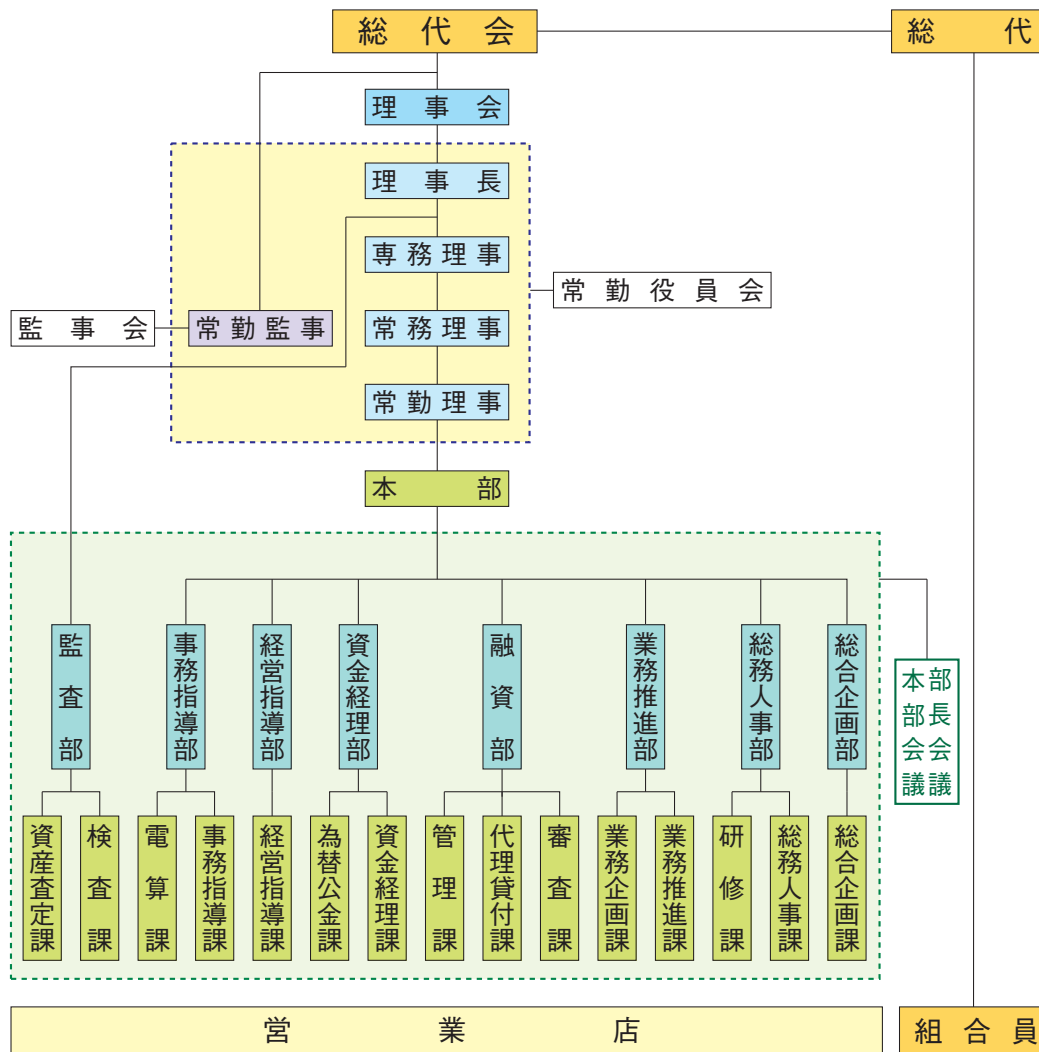 総代会
総代
理事会
理事長
専務理事
常勤役員会
監事会
常勤監事
常務理事
常勤理事
本部
監査部
事務指導部
経営指導部
資金経理部
融資部
業務推進部
総務人事部
総合企画部
本部部長会議会議
資産査定課
検査課
電算課
事務指導課
経営指導課
為替公金課
資金経理課
管理課
代理貸付課
審査課
業務企画課
業務推進課
研修課
総務人事課
総合企画課
営業店
組合員